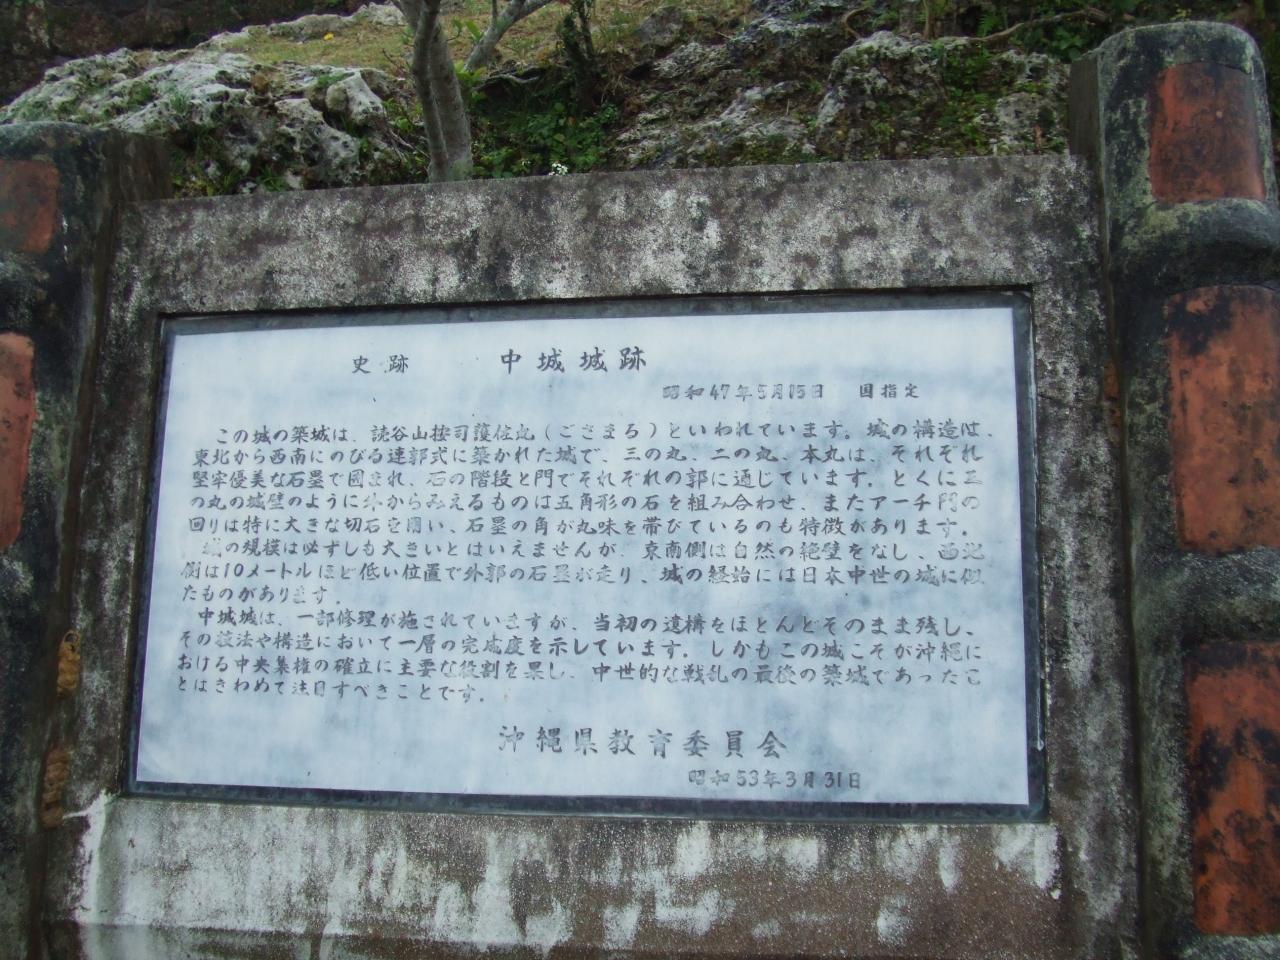 史跡 中城城跡
昭和47年5月15日 国指定
この城の築城は、読谷山按司護佐丸(ごさまる)といわれています。城の構造は、
東北から西南にのびる連郭式に築かれた城で、三の丸、二の丸、本丸は、それぞれ
堅牢優美な石塁で囲まれ、石の階段と門でそれぞれの郭に通じています。とくに三
の丸の城壁のように外からみえるものは五角形の石を組み合わせ、またアーチ門の
回りは特に大きな切石を用い、石塁の角が丸味を帯びているのも特徴があります。
城の規模は必ずしも大きいとはいえませんが、東南側は自然の絶壁をなし、西北
側は10メートルほど低い位置で外郭の石塁が走り、城の経始には日本中世の城に似
たものがあります。
中城城は、一部修理が施されていますが、当初の遺構をほとんどそのまま残し、
その技法や構造において一層の完成度を示しています。しかもこの城こそが沖縄に
おける中央集権の確立に主要な役割を果し、中世的な戦乱の最後の築城であったこ
とはきわめて注目すべきことです。
沖縄県教育委員会
昭和53年3月31日